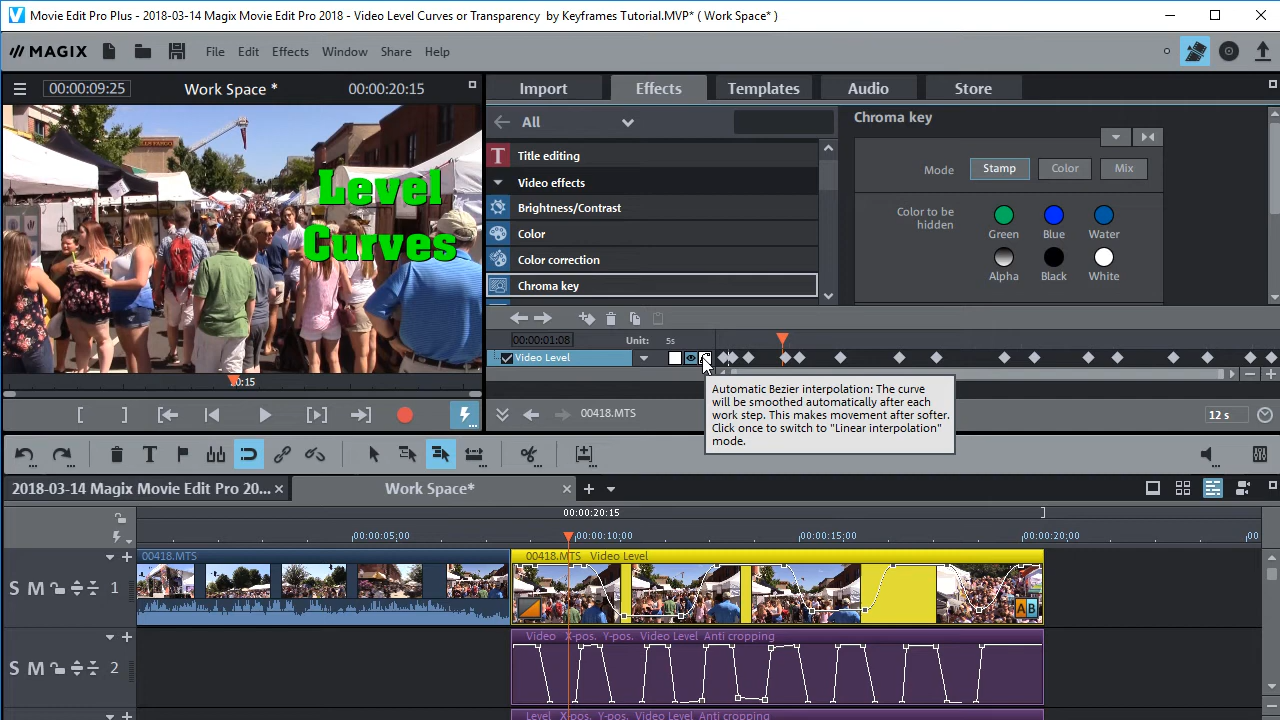 Movie Edit Pro Plus - 2018-03-14 Magix Movie Edit Pro 2018 - Video Level Curves or Transparency by Keyframes Tutorial.MVP* ( Work Space* )
MAGIX File Edit Effects Window Share Help
00:00:09:25 Work Space * 00:00:20:15
Import Effects Templates Audio Store
All
Chroma key
Title editing
Video effects
Brightness/Contrast
Color
Color correction
Chroma key
Mode Stamp Color Mix
Color to be
hidden
Green Blue Water
Alpha Black White
Level
Curves
20:15
00:00:01:08 Unit: 5s
Video Level
Automatic Bezier interpolation: The curve
will be smoothed automatically after each
work step. This makes movement after softer.
Click once to switch to "Linear interpolation"
mode.
00418.MTS
12 s
2018-03-14 Magix Movie Edit Pro 20...
Work Space*
00:00:20:15
00:00:05:00 00:00:10:00 00:00:15:00 00:00:20:00 00
00418.MTS
00418.MTS Video Level
S M 1
AB
Video X-pos. Y-pos. Video Level Anti cropping
S M 2
Level X-pos. Y-pos. Video Level Anti cropping